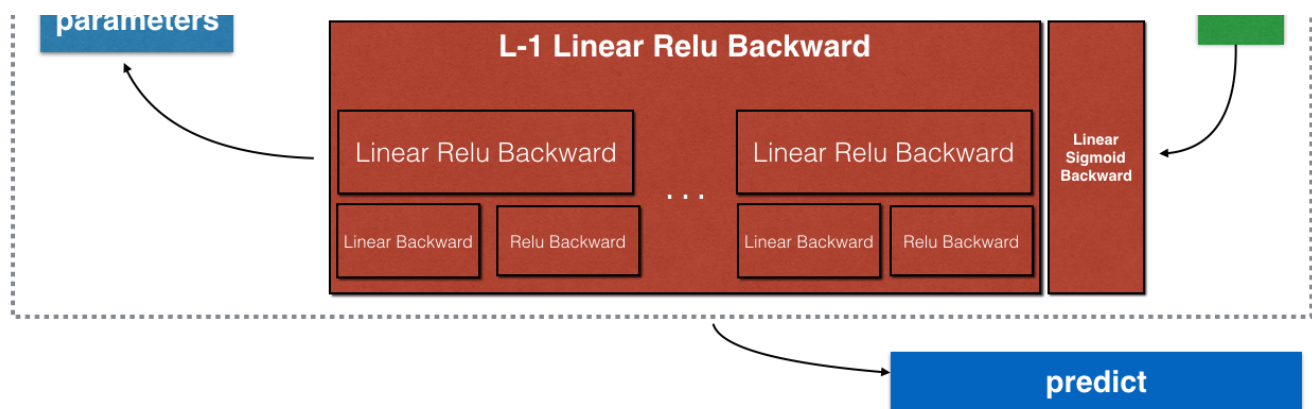 parameters
L-1 Linear Relu Backward
Linear Relu Backward
Linear Relu Backward
Linear
Sigmoid
Backward
...
Linear Backward
Relu Backward
Linear Backward
Relu Backward
predict